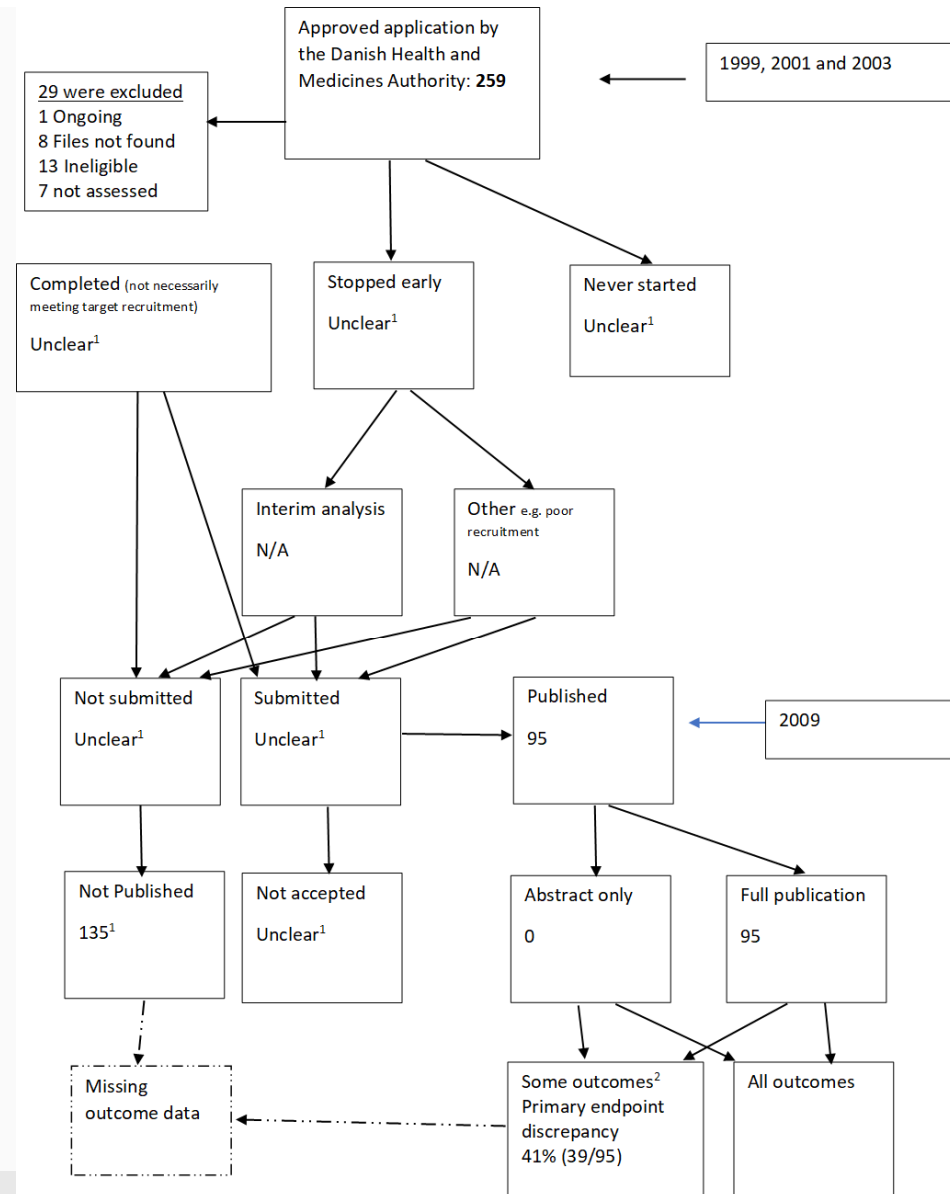 Approved application by
the Danish Health and
Medicines Authority: 259
1999, 2001 and 2003
29 were excluded
1 Ongoing
8 Files not found
13 Ineligible
7 not assessed
Completed (not necessarily
meeting target recruitment)
Unclear¹
Stopped early
Unclear¹
Never started
Unclear¹
Interim analysis
N/A
Other e.g. poor
recruitment
N/A
Not submitted
Unclear¹
Submitted
Unclear¹
Published
95
2009
Not Published
135¹
Not accepted
Unclear¹
Abstract only
0
Full publication
95
Missing
outcome data
Some outcomes²
Primary endpoint
discrepancy
41% (39/95)
All outcomes